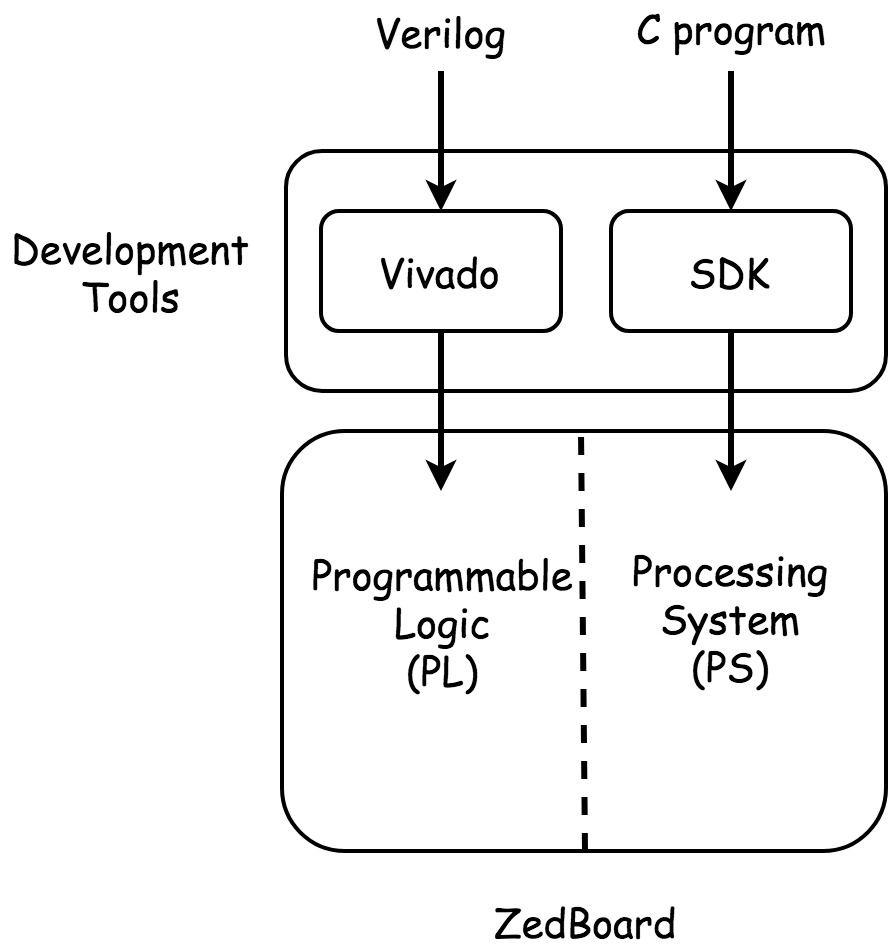 Verilog
C program
Development
Tools
Vivado
SDK
Programmable
Logic
(PL)
Processing
System
(PS)
ZedBoard